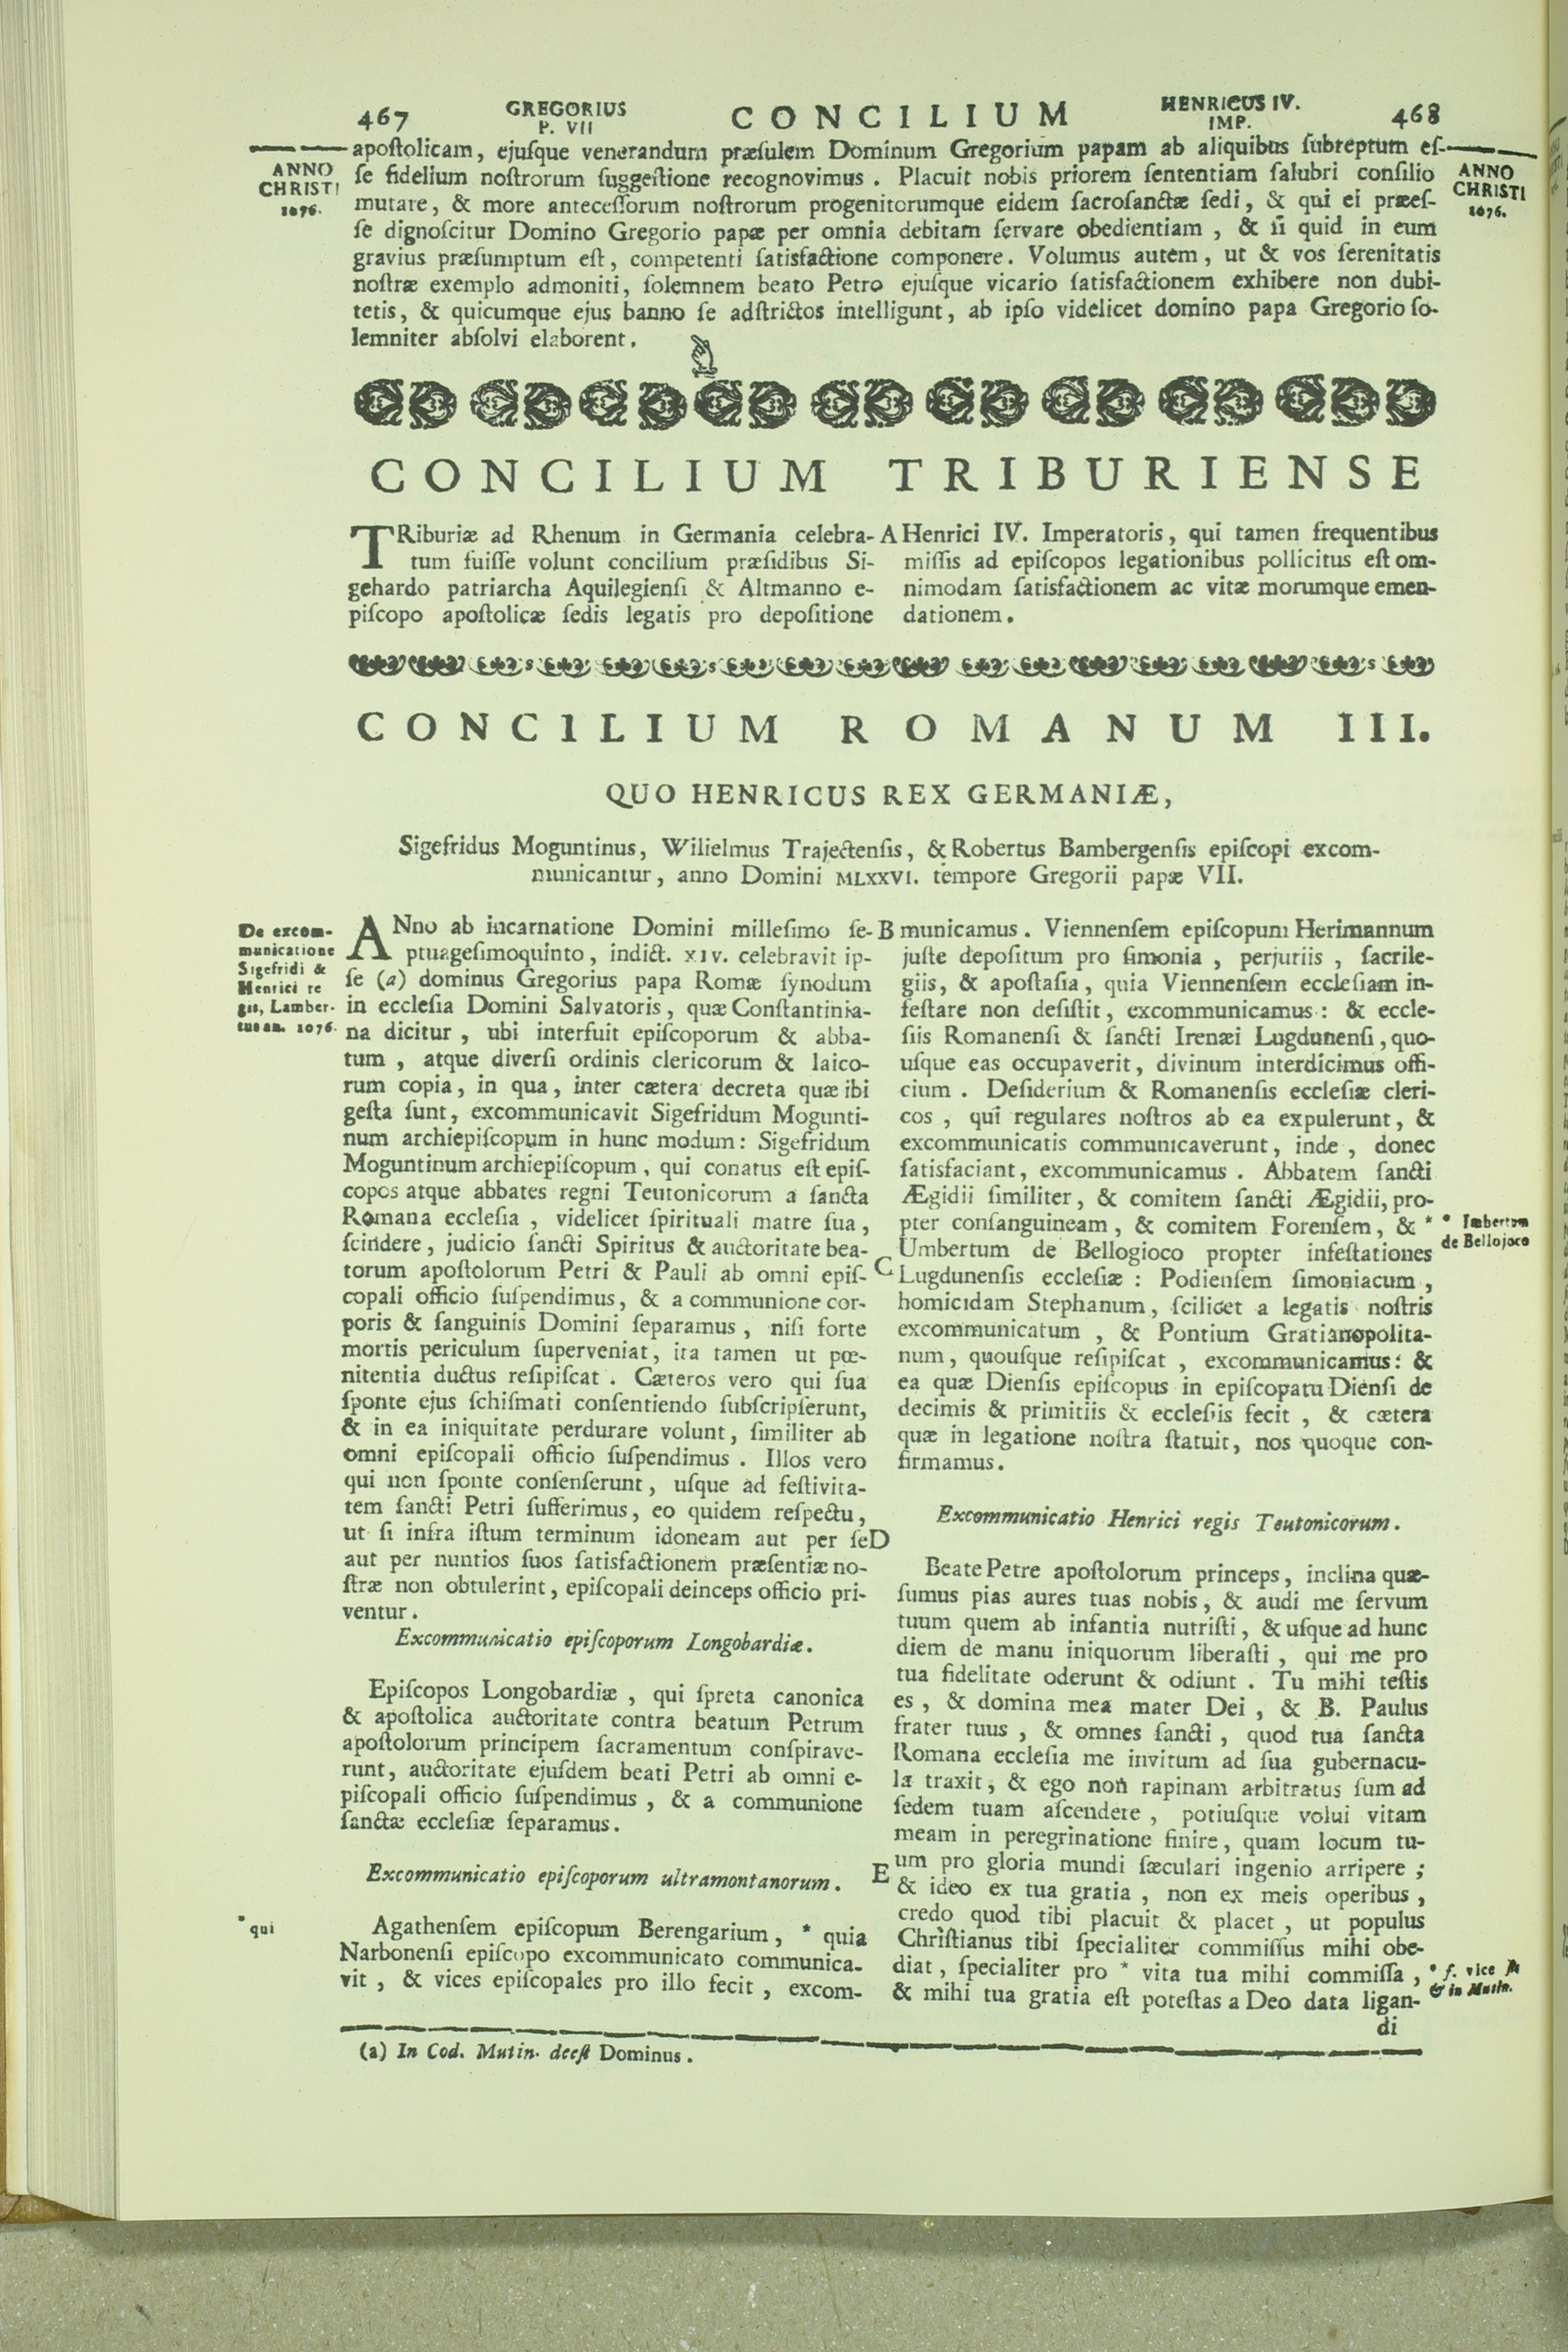 467
GREGORIUS
P. VII
CONCILIUM
HENRICUS IV.
IMP.
468
ANNO
CHRISTI
1076.
ANNO
CHRISTI
1076.
apoſtolicam, ejuſque venerandum præſulem Dominum Gregorium papam ab aliquibus ſubreptum eſ-
ſe fidelium noſtrorum ſuggeſtione recognovimus. Placuit nobis priorem ſententiam ſalubri conſilio
mutare, & more anteceſſorum noſtrorum progenitorumque eidem ſacroſanctæ ſedi, & qui ei præeſ-
ſe dignoſcitur Domino Gregorio papæ per omnia debitam ſervare obedientiam, & ſi quid in eum
gravius præſumptum eſt, competenti ſatisfactione componere. Volumus autem, ut & vos ſerenitatis
noſtræ exemplo admoniti, ſolemnem beato Petro ejuſque vicario ſatisfactionem exhibere non dubi-
tetis, & quicumque ejus banno ſe adſtrictos intelligunt, ab ipſo videlicet domino papa Gregorio ſo-
lemniter abſolvi elaborent.
CONCILIUM TRIBURIENSE
TRiburiæ ad Rhenum in Germania celebra-
tum fuiſſe volunt concilium præſidibus Si-
gehardo patriarcha Aquilegienſi & Altmanno e-
piſcopo apoſtolicæ ſedis legatis pro depoſitione
A Henrici IV. Imperatoris, qui tamen frequentibus
miſſis ad epiſcopos legationibus pollicitus eſt om-
nimodam ſatisfactionem ac vitæ morumque emen-
dationem.
CONCILIUM ROMANUM III.
QUO HENRICUS REX GERMANIÆ,
Sigefridus Moguntinus, Wilielmus Trajectenſis, & Robertus Bambergenſis epiſcopi excom-
municantur, anno Domini MLXXVI. tempore Gregorii papæ VII.
De excom-
municatione
Sigefridi &
Henrici re
gis, Lamber-
tus an. 1076.
ANno ab incarnatione Domini milleſimo ſe-
ptuageſimoquinto, indict. XIV. celebravit ip-
ſe (a) dominus Gregorius papa Romæ ſynodum
in eccleſia Domini Salvatoris, quæ Conſtantinia-
na dicitur, ubi interfuit epiſcoporum & abba-
tum, atque diverſi ordinis clericorum & laico-
rum copia, in qua, inter cætera decreta quæ ibi
geſta ſunt, excommunicavit Sigefridum Mogunti-
num archiepiſcopum in hunc modum: Sigefridum
Moguntinum archiepiſcopum, qui conatus eſt epiſ-
copos atque abbates regni Teutonicorum a ſancta
Romana eccleſia, videlicet ſpirituali matre ſua,
ſcindere, judicio ſancti Spiritus & auctoritate bea-
torum apoſtolorum Petri & Pauli ab omni epiſ-
copali officio ſuſpendimus, & a communione cor-
poris & ſanguinis Domini ſeparamus, niſi forte
mortis periculum ſuperveniat, ita tamen ut pœ-
nitentia ductus reſipiſcat. Cæteros vero qui ſua
ſponte ejus ſchiſmati conſentiendo ſubſcripſerunt,
& in ea iniquitate perdurare volunt, ſimiliter ab
omni epiſcopali officio ſuſpendimus. Illos vero
qui non ſponte conſenſerunt, uſque ad feſtivita-
tem ſancti Petri ſufferimus, eo quidem reſpectu,
ut ſi infra iſtum terminum idoneam aut per ſe
aut per nuntios ſuos ſatisfactionem præſentiæ no-
ſtræ non obtulerint, epiſcopali deinceps officio pri-
ventur.
Excommunicatio epiſcoporum Longobardiæ.
Epiſcopos Longobardiæ, qui ſpreta canonica
& apoſtolica auctoritate contra beatum Petrum
apoſtolorum principem ſacramentum conſpirave-
runt, auctoritate ejuſdem beati Petri ab omni e-
piſcopali officio ſuſpendimus, & a communione
ſanctæ eccleſiæ ſeparamus.
Excommunicatio epiſcoporum ultramontanorum.
* qui
Agathenſem epiſcopum Berengarium, * quia
Narbonenſi epiſcopo excommunicato communica-
vit, & vices epiſcopales pro illo fecit, excom-
B municamus. Viennenſem epiſcopum Herimannum
juſte depoſitum pro ſimonia, perjuriis, ſacrile-
giis, & apoſtaſia, quia Viennenſem eccleſiam in-
feſtare non deſiſtit, excommunicamus: & eccle-
ſiis Romanenſi & ſancti Irenæi Lugdunenſi, quo-
uſque eas occupaverit, divinum interdicimus offi-
cium. Deſiderium & Romanenſis eccleſiæ cleri-
cos, qui regulares noſtros ab ea expulerunt, &
excommunicatis communicaverunt, inde, donec
ſatisfaciant, excommunicamus. Abbatem ſancti
Ægidii ſimiliter, & comitem ſancti Ægidii, pro-
pter conſanguineam, & comitem Forenſem, & *
Umbertum de Bellogioco propter infeſtationes
C Lugdunenſis eccleſiæ: Podienſem ſimoniacum,
homicidam Stephanum, ſcilicet a legatis noſtris
excommunicatum, & Pontium Gratianopolita-
num, quouſque reſipiſcat, excommunicamus: &
ea quæ Dienſis epiſcopus in epiſcopatu Dienſi de
decimis & primitiis & eccleſiis fecit, & cætera
quæ in legatione noſtra ſtatuit, nos quoque con-
firmamus.
* Imbertum
de Bellojoco
D
Excommunicatio Henrici regis Teutonicorum.
Beate Petre apoſtolorum princeps, inclina quæ-
ſumus pias aures tuas nobis, & audi me ſervum
tuum quem ab infantia nutriſti, & uſque ad hunc
diem de manu iniquorum liberaſti, qui me pro
tua fidelitate oderunt & odiunt. Tu mihi teſtis
es, & domina mea mater Dei, & B. Paulus
frater tuus, & omnes ſancti, quod tua ſancta
Romana eccleſia me invitum ad ſua gubernacu-
la traxit, & ego non rapinam arbitratus ſum ad
ſedem tuam aſcendere, potiuſque volui vitam
meam in peregrinatione finire, quam locum tu-
E um pro gloria mundi ſæculari ingenio arripere;
& ideo ex tua gratia, non ex meis operibus,
credo quod tibi placuit & placet, ut populus
Chriſtianus tibi ſpecialiter commiſſus mihi obe-
diat, ſpecialiter pro * vita tua mihi commiſſa,
& mihi tua gratia eſt poteſtas a Deo data ligan-
di
* f. vice
& in Mutin.
(a) In Cod. Mutin. deeſt Dominus.